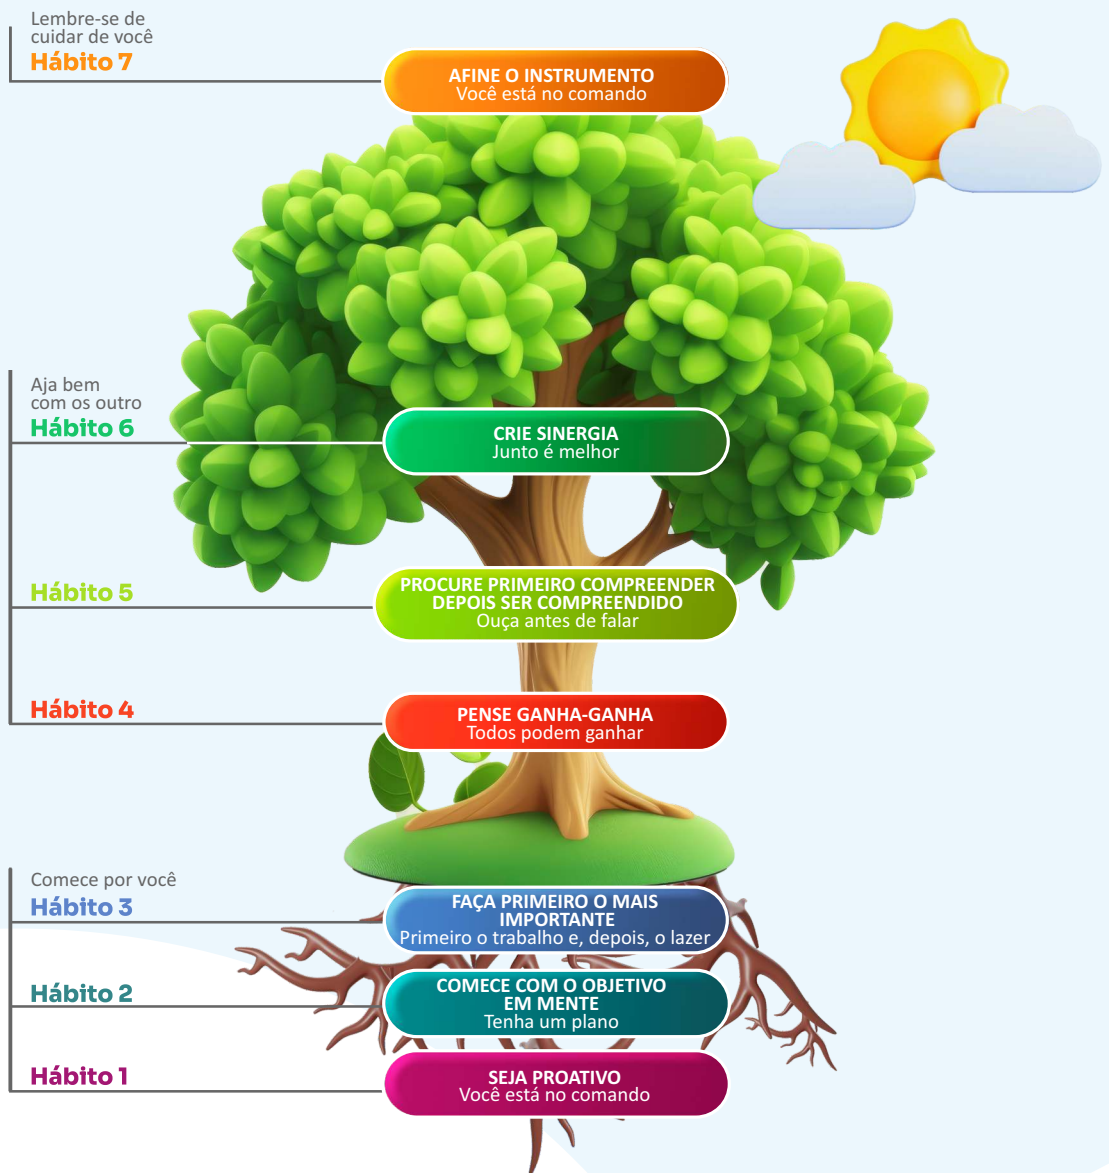 Lembre-se de
cuidar de você
Hábito 7
AFINE O INSTRUMENTO
Você está no comando
Aja bem
com os outro
Hábito 6
CRIE SINERGIA
Junto é melhor
Hábito 5
PROCURE PRIMEIRO COMPREENDER
DEPOIS SER COMPREENDIDO
Ouça antes de falar
Hábito 4
PENSE GANHA-GANHA
Todos podem ganhar
Comece por você
Hábito 3
FAÇA PRIMEIRO O MAIS
IMPORTANTE
Primeiro o trabalho e, depois, o lazer
Hábito 2
COMECE COM O OBJETIVO
EM MENTE
Tenha um plano
Hábito 1
SEJA PROATIVO
Você está no comando